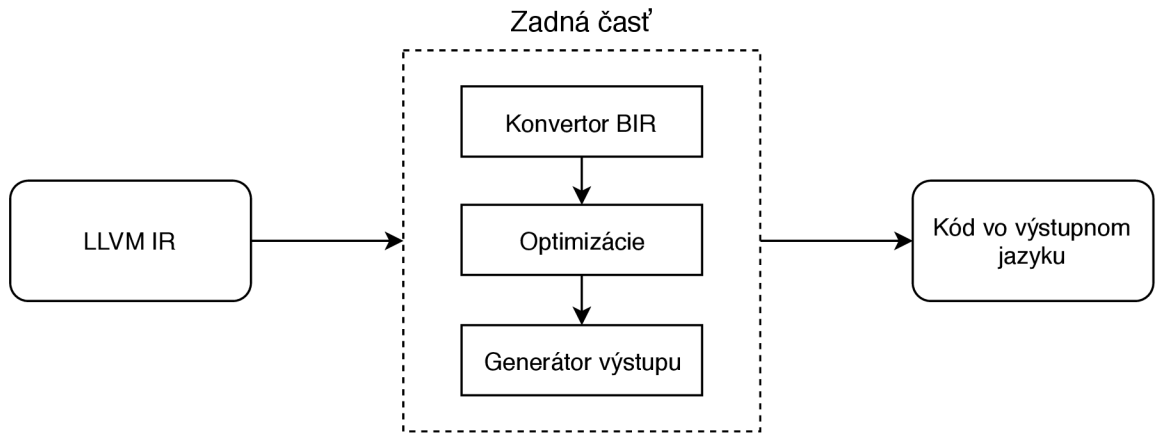 Zadná časť
Konvertor BIR
LLVM IR
Optimizácie
Kód vo výstupnom
jazyku
Generátor výstupu